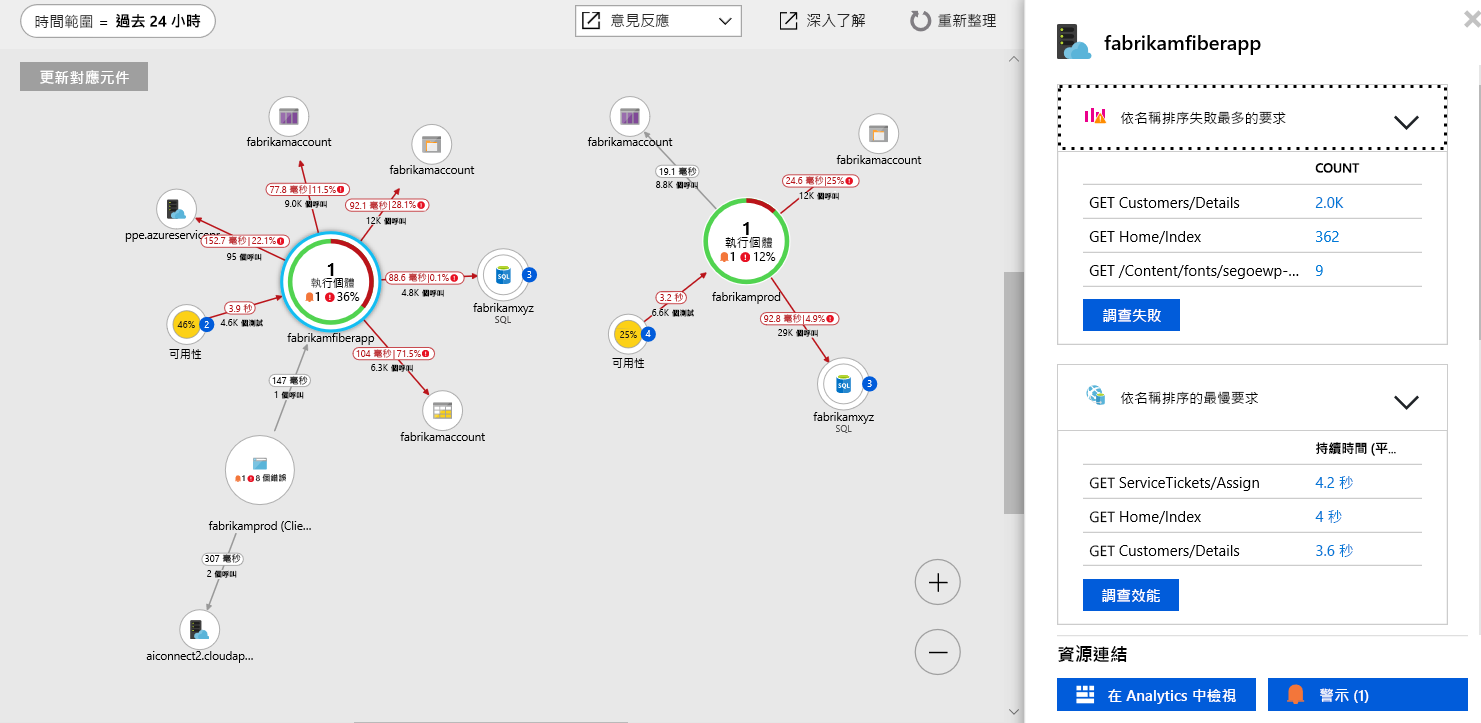 時間範圍 = 過去 24 小時
意見反應
深入了解
重新整理
更新對應元件
fabrikamaccount
fabrikamaccount
77.8 毫秒|11.5%
9.0K 個呼叫
92.1 毫秒|28.1%
12K 個呼叫
ppe.azureservicepr
152.7 毫秒|22.1%
95 個呼叫
1
執行個體
1 36%
fabrikamfiberapp
88.6 毫秒|0.1%
4.8K 個呼叫
SQL
3
fabrikamxyz
SQL
46%
2
可用性
3.9 秒
4.6K 個測試
104 毫秒|71.5%
6.3K 個呼叫
fabrikamaccount
147 毫秒
1 個呼叫
1 8 個錯誤
fabrikamprod (Clie...
307 毫秒
2 個呼叫
aiconnect2.cloudap...
fabrikamaccount
fabrikamaccount
19.1 毫秒
8.8K 個呼叫
24.6 毫秒|25%
12K 個呼叫
1
執行個體
1 12%
fabrikamprod
3.2 秒
6.6K 個測試
25%
4
可用性
92.8 毫秒|4.9%
29K 個呼叫
SQL
3
fabrikamxyz
SQL
fabrikamfiberapp
依名稱排序失敗最多的要求
COUNT
GET Customers/Details 2.0K
GET Home/Index 362
GET /Content/fonts/segoewp-... 9
調查失敗
依名稱排序的最慢要求
持續時間 (平...
GET ServiceTickets/Assign 4.2 秒
GET Home/Index 4 秒
GET Customers/Details 3.6 秒
調查效能
資源連結
在 Analytics 中檢視
警示 (1)